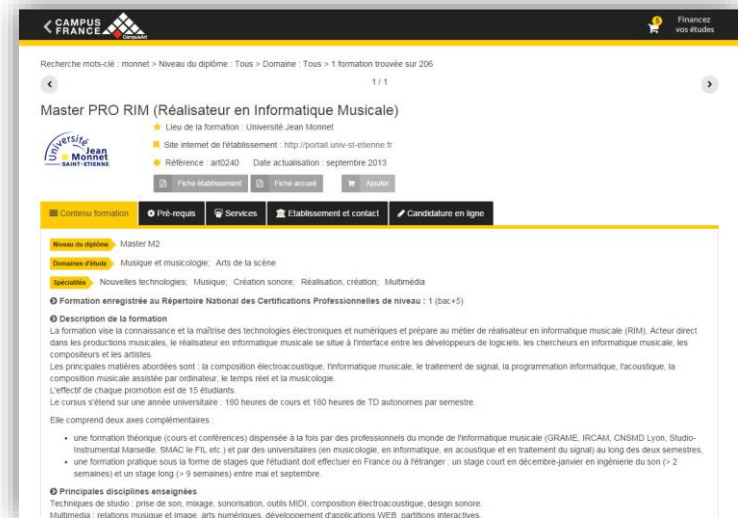 CAMPUS
FRANCE
CampusArt
0
Financez
vos études
Recherche mots-clé : monnet > Niveau du diplôme : Tous > Domaine : Tous > 1 formation trouvée sur 206
1 / 1
Master PRO RIM (Réalisateur en Informatique Musicale)
Université
Jean
Monnet
SAINT-ETIENNE
Lieu de la formation : Université Jean Monnet
Site internet de l'établissement : http://portail.univ-st-etienne.fr
Référence : art0240 Date actualisation : septembre 2013
Fiche établissement Fiche accueil Ajouter
Contenu formation Pré-requis Services Etablissement et contact Candidature en ligne
Niveau du diplôme Master M2
Domaines d'étude Musique et musicologie; Arts de la scène
Spécialités Nouvelles technologies; Musique; Création sonore; Réalisation, création; Multimédia
Formation enregistrée au Répertoire National des Certifications Professionnelles de niveau : 1 (bac+5)
Description de la formation
La formation vise la connaissance et la maîtrise des technologies électroniques et numériques et prépare au métier de réalisateur en informatique musicale (RIM). Acteur direct
dans les productions musicales, le réalisateur en informatique musicale se situe à l'interface entre les développeurs de logiciels, les chercheurs en informatique musicale, les
compositeurs et les artistes.
Les principales matières abordées sont : la composition électroacoustique, l'informatique musicale, le traitement de signal, la programmation informatique, l'acoustique, la
composition musicale assistée par ordinateur, le temps réel et la musicologie.
L'effectif de chaque promotion est de 15 étudiants.
Le cursus s'étend sur une année universitaire : 180 heures de cours et 180 heures de TD autonomes par semestre.
Elle comprend deux axes complémentaires :
• une formation théorique (cours et conférences) dispensée à la fois par des professionnels du monde de l'informatique musicale (GRAME, IRCAM, CNSMD Lyon, Studio-
Instrumental Marseille, SMAC le FIL etc.) et par des universitaires (en musicologie, en informatique, en acoustique et en traitement du signal) au long des deux semestres,
• une formation pratique sous la forme de stages que l'étudiant doit effectuer en France ou à l'étranger : un stage court en décembre-janvier en ingénierie du son (> 2
semaines) et un stage long (> 9 semaines) entre mai et septembre.
Principales disciplines enseignées
Techniques de studio : prise de son, mixage, sonorisation, outils MIDI, composition électroacoustique, design sonore.
Multimedia : relations musique et image, arts numériques, développement d'applications WEB, partitions interactives.